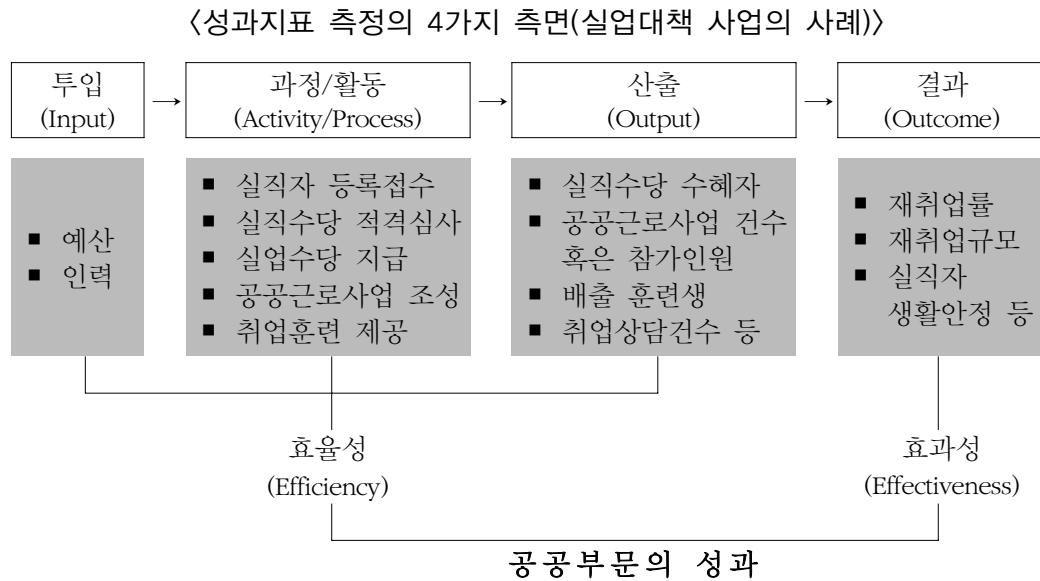 〈성과지표 측정의 4가지 측면(실업대책 사업의 사례)〉
투입
(Input)
→
과정/활동
(Activity/Process)
→
산출
(Output)
→
결과
(Outcome)
■ 예산
■ 인력
■ 실직자 등록접수
■ 실직수당 적격심사
■ 실업수당 지급
■ 공공근로사업 조성
■ 취업훈련 제공
■ 실직수당 수혜자
■ 공공근로사업 건수
혹은 참가인원
■ 배출 훈련생
■ 취업상담건수 등
■ 재취업률
■ 재취업규모
■ 실직자
생활안정 등
효율성
(Efficiency)
효과성
(Effectiveness)
공공부문의 성과